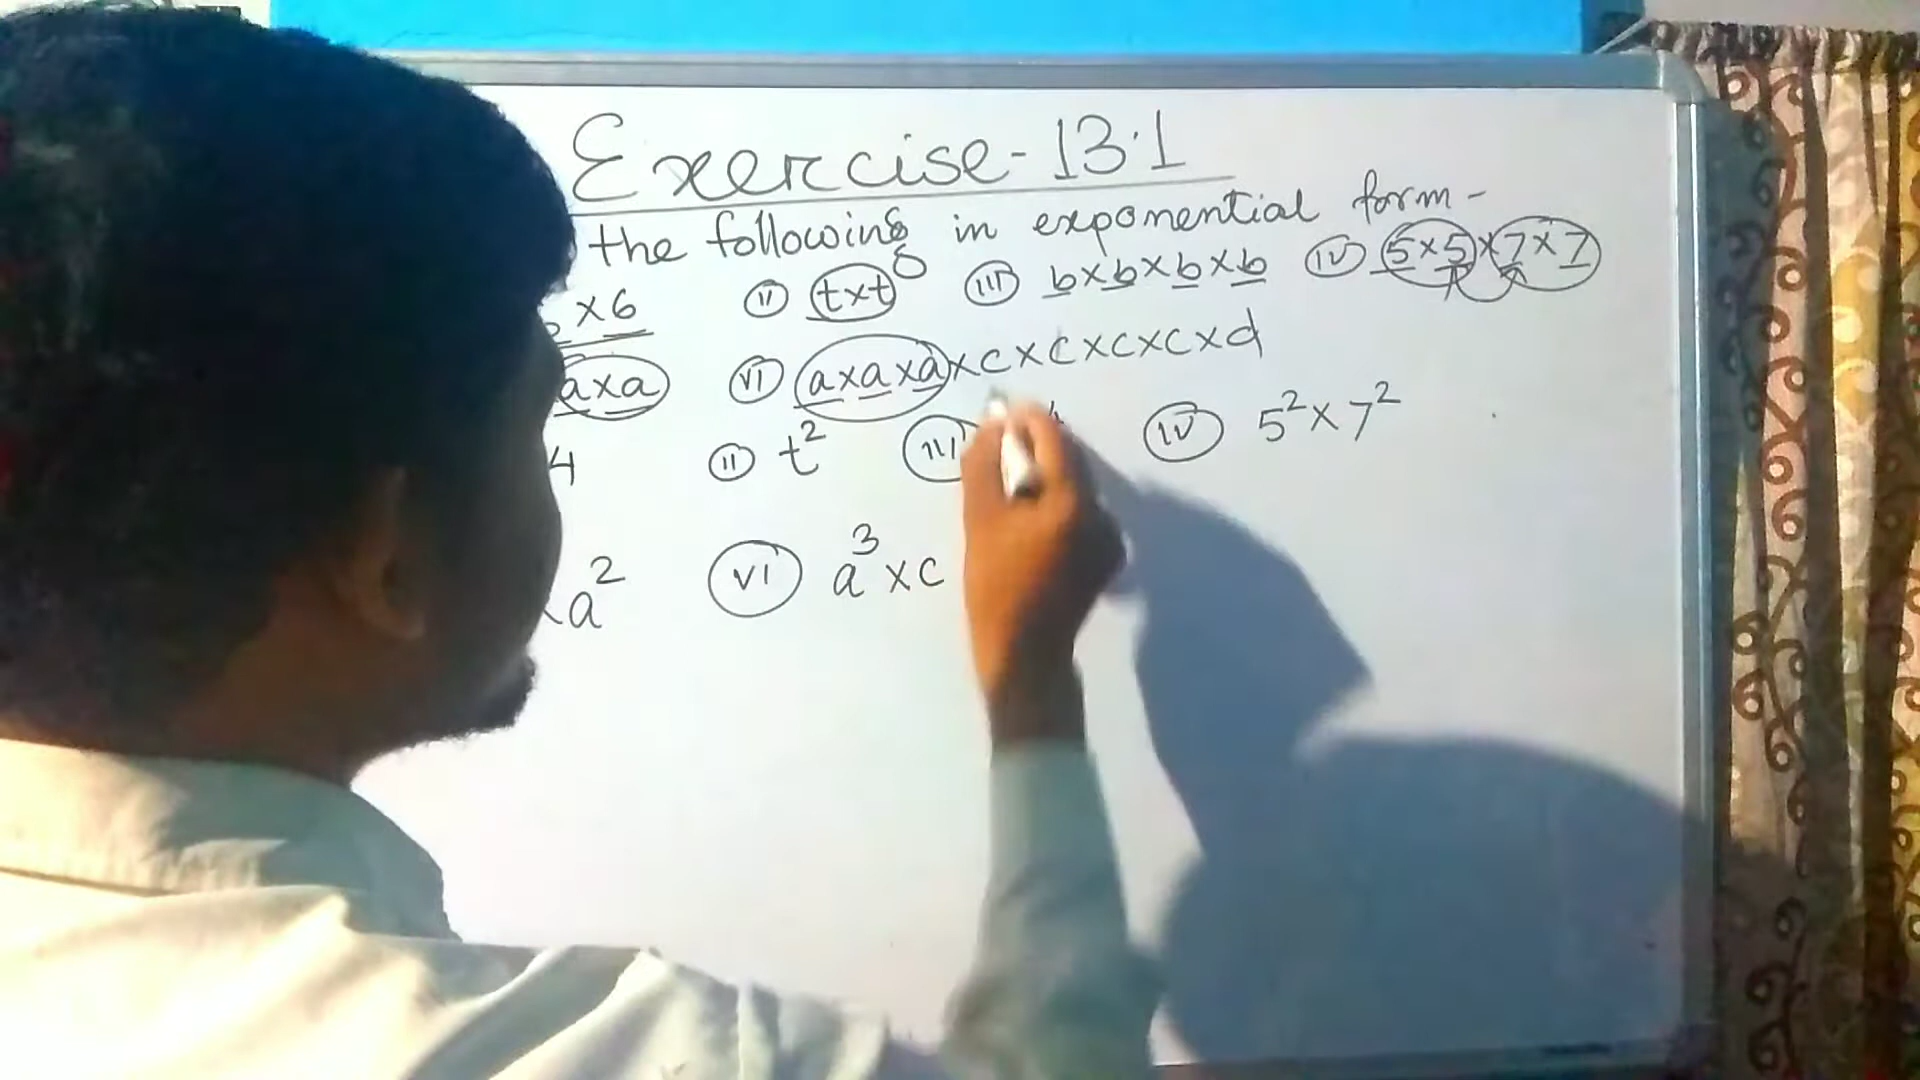 Exercise-13.1
the following in exponential form-
×6 (ii) t×t (iii) b×b×b×b (iv) 5×5×7×7
a×a (vi) a×a×a×c×c×c×c×d
4 (ii) t² (iii) (iv) 5²×7²
a² (vi) a³×c